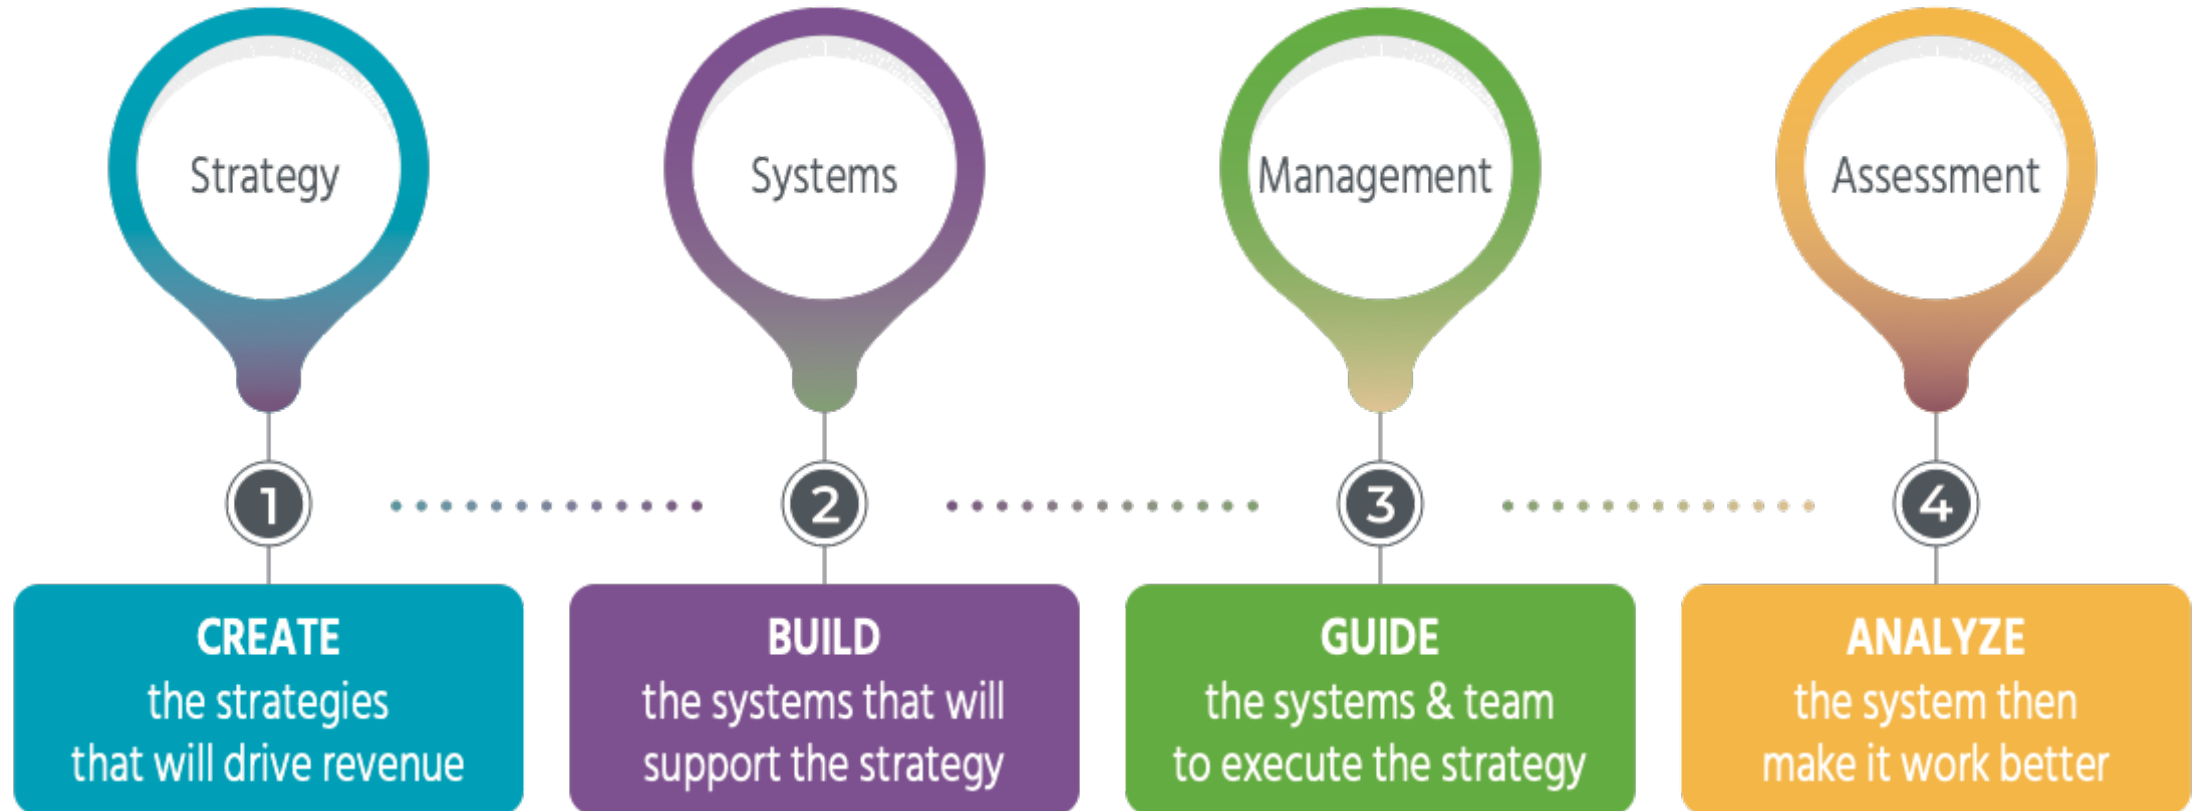 Strategy
Systems
Management
Assessment
1
2
3
4
CREATE
the strategies
that will drive revenue
BUILD
the systems that will
support the strategy
GUIDE
the systems & team
to execute the strategy
ANALYZE
the system then
make it work better